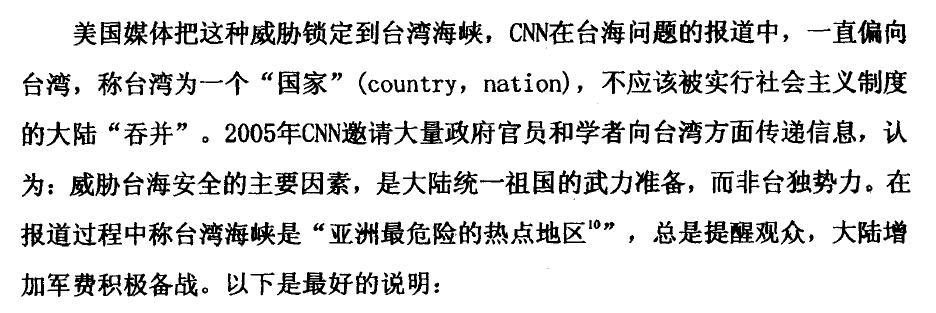 美国媒体把这种威胁锁定到台湾海峡，CNN在台海问题的报道中，一直偏向
台湾，称台湾为一个“国家”(country，nation)，不应该被实行社会主义制度
的大陆“吞并”。2005年CNN邀请大量政府官员和学者向台湾方面传递信息，认
为：威胁台海安全的主要因素，是大陆统一祖国的武力准备，而非台独势力。在
报道过程中称台湾海峡是“亚洲最危险的热点地区¹⁰”，总是提醒观众，大陆增
加军费积极备战。以下是最好的说明：